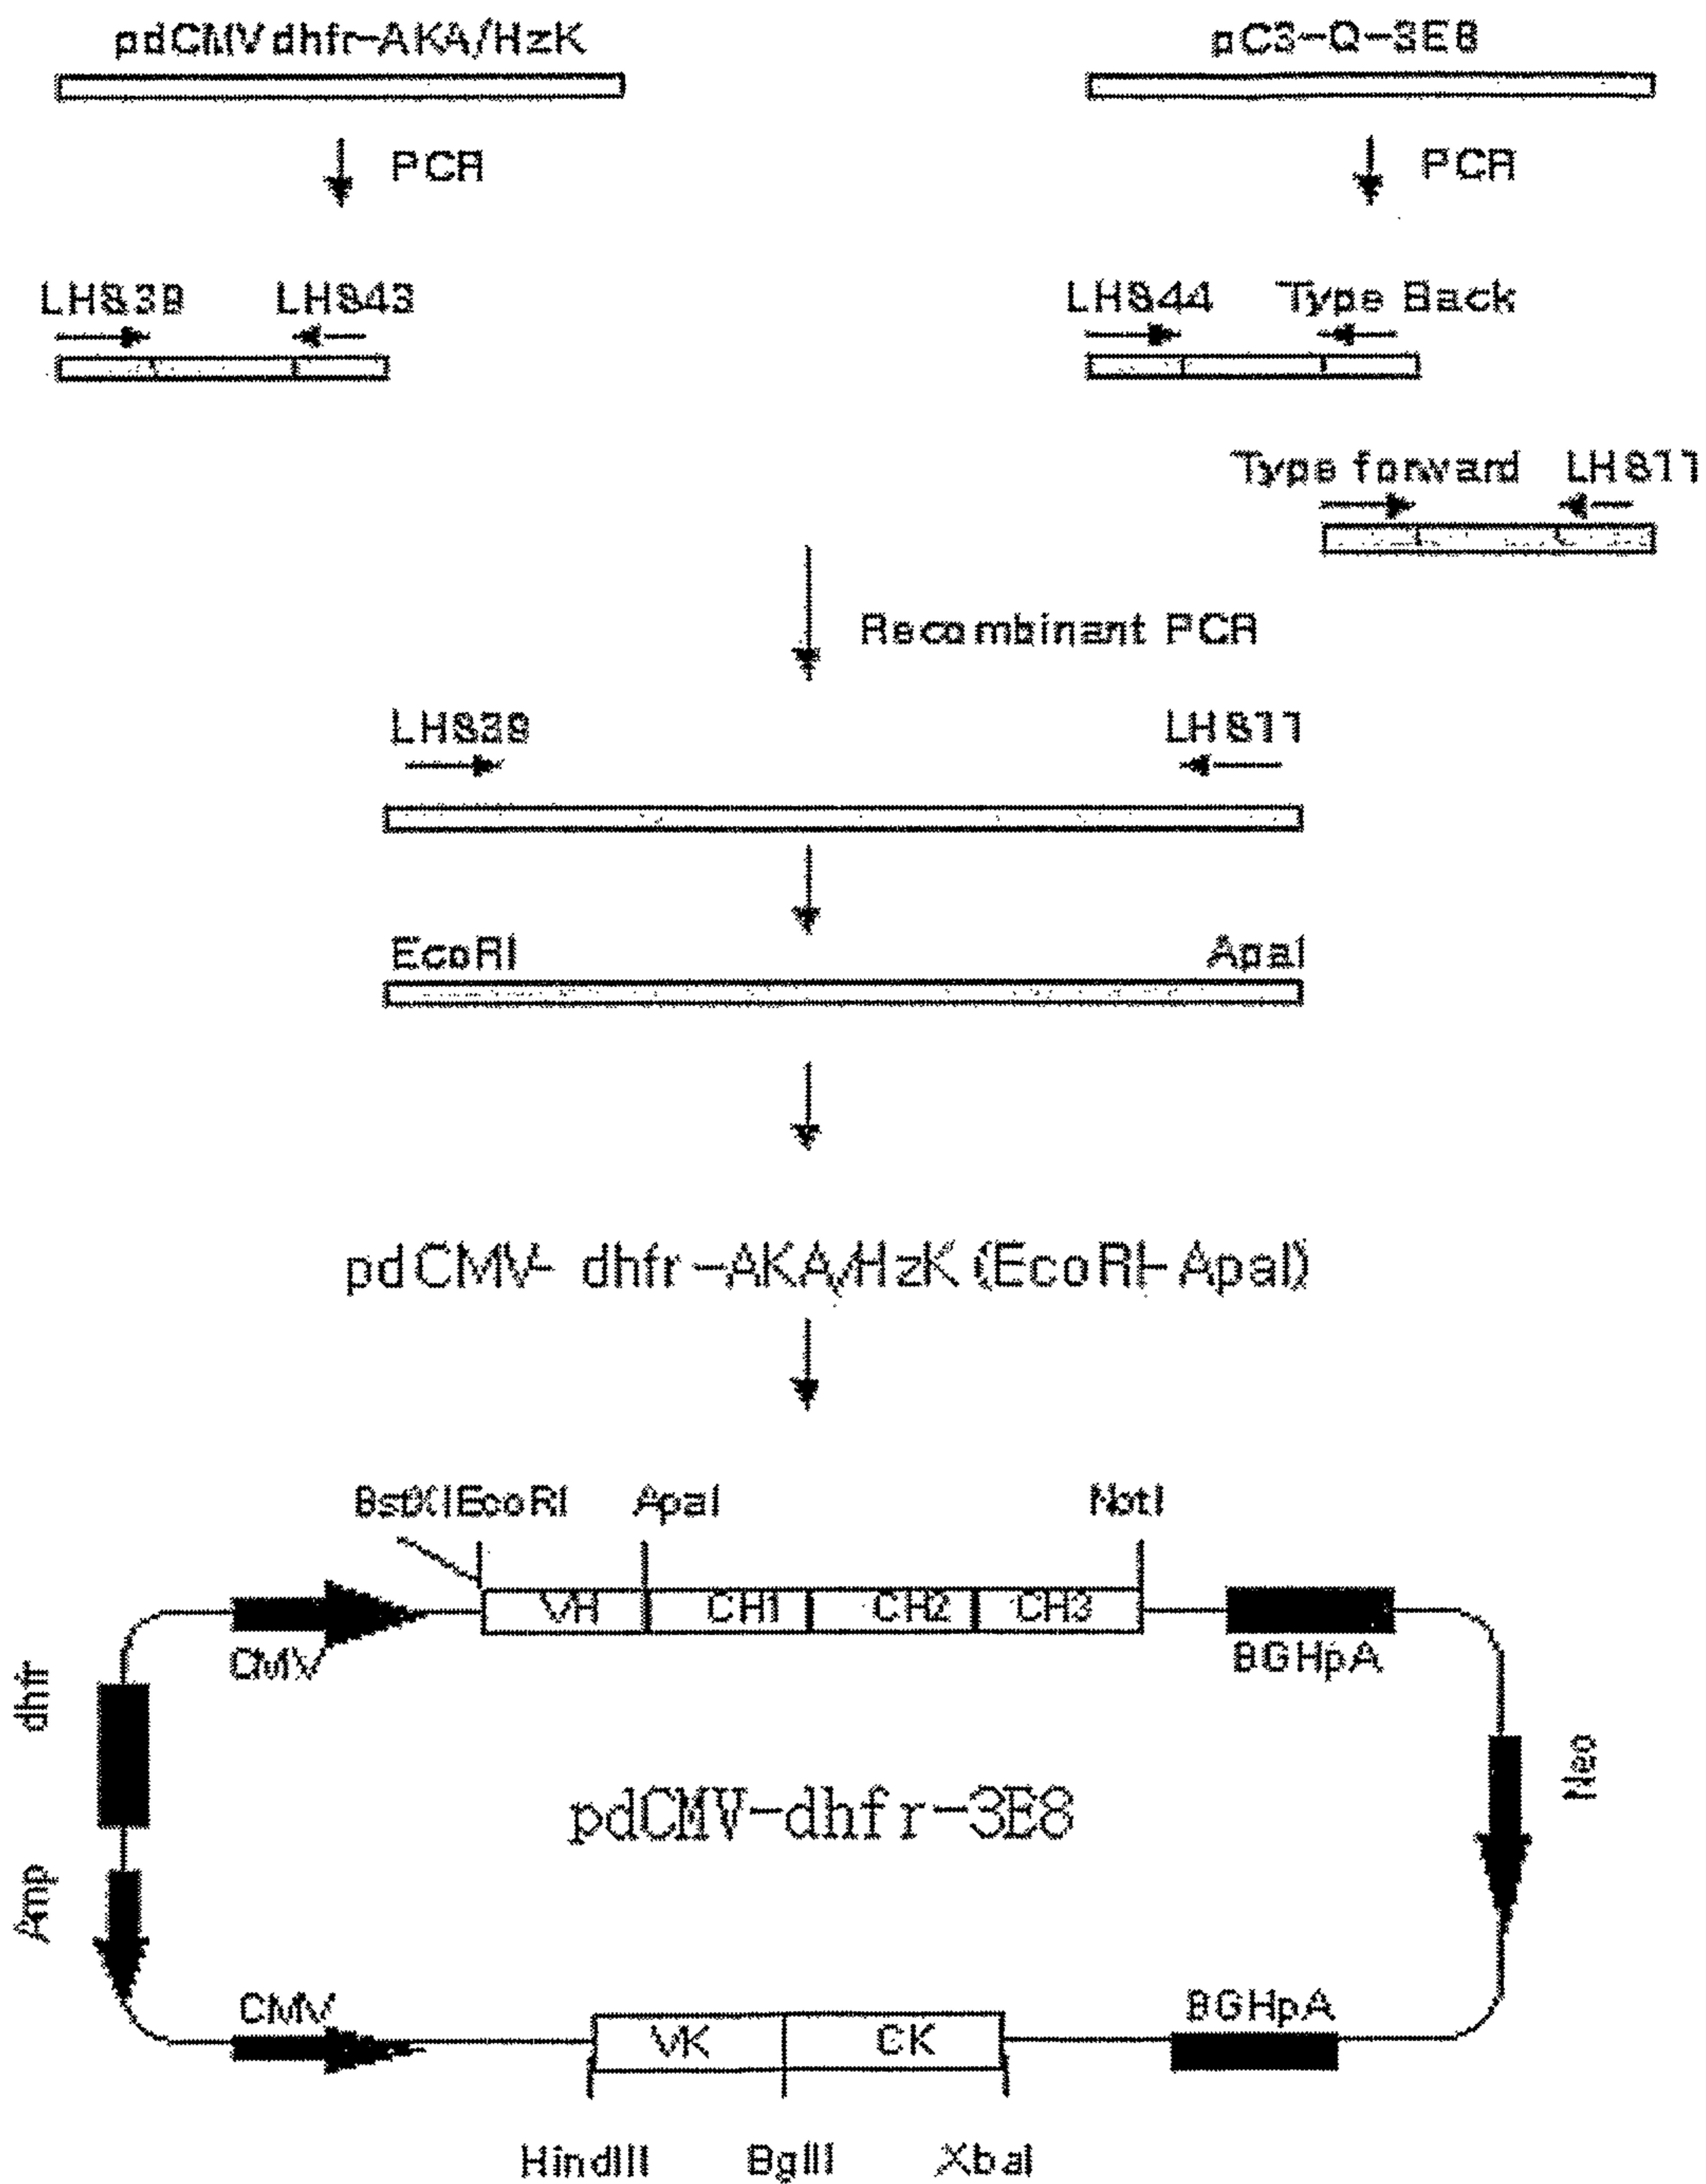 pdCMVdhfr-AKA/HzK
pC3-Q-3E8
PCR
PCR
LH839
LH843
LH844
Type Back
Type forward
LH811
Recombinant PCR
LH839
LH811
EcoRI
ApaI
pdCMV- dhfr-AKA/HzK (EcoRI-ApaI)
BstXI EcoRI
ApaI
NotI
VH
CH1
CH2
CH3
CMV
BGHpA
dhfr
Neo
pdCMV-dhfr-3E8
Amp
CMV
BGHpA
VK
CK
HindIII
BglII
XbaI